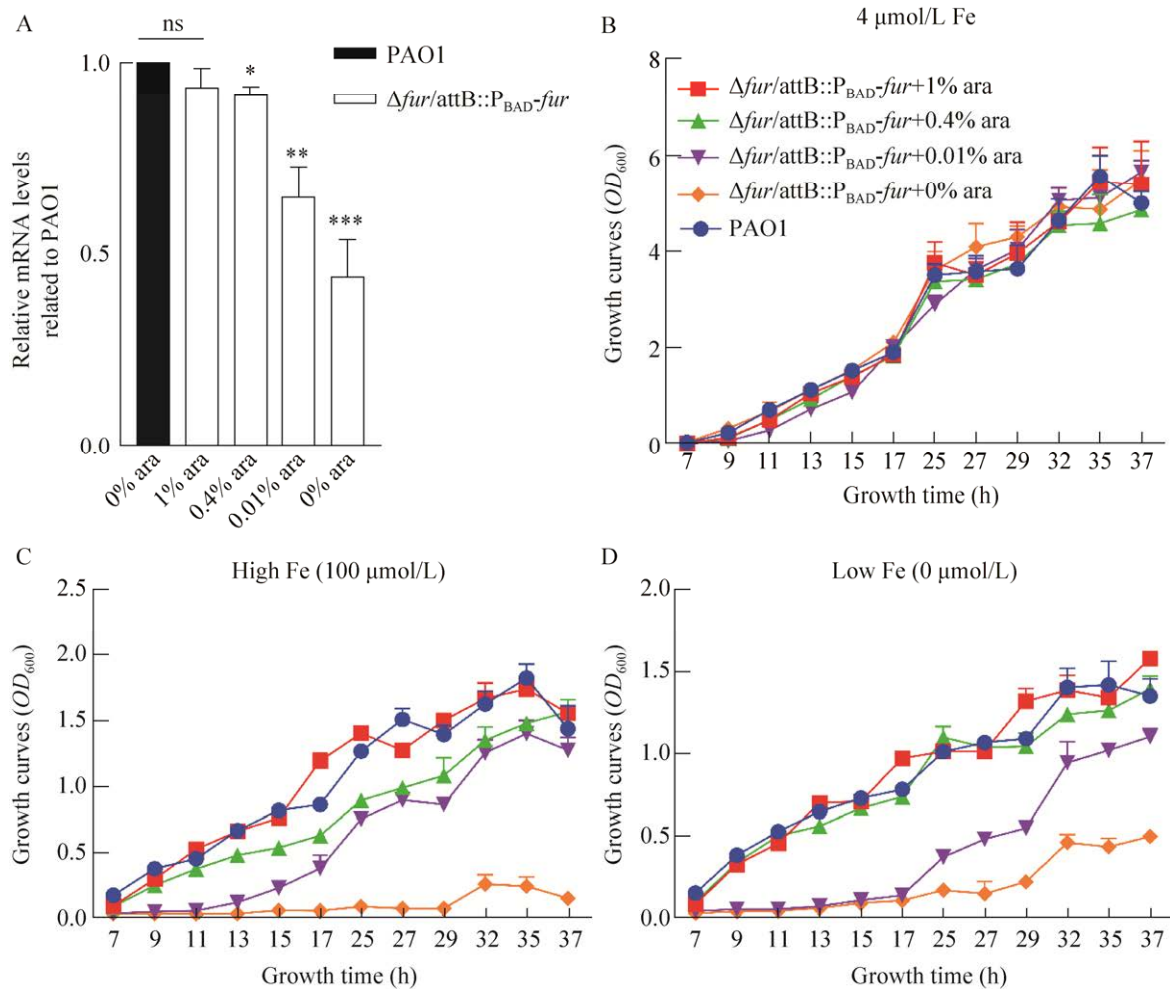 A
ns
PAO1
Δfur/attB::PBAD-fur
*
**
***
1.0
0.5
0.0
Relative mRNA levels
related to PAO1
0% ara
1% ara
0.4% ara
0.01% ara
0% ara
B
4 μmol/L Fe
Δfur/attB::PBAD-fur+1% ara
Δfur/attB::PBAD-fur+0.4% ara
Δfur/attB::PBAD-fur+0.01% ara
Δfur/attB::PBAD-fur+0% ara
PAO1
8
6
4
2
0
Growth curves (OD600)
7 9 11 13 15 17 25 27 29 32 35 37
Growth time (h)
C
High Fe (100 μmol/L)
2.5
2.0
1.5
1.0
0.5
0.0
Growth curves (OD600)
7 9 11 13 15 17 25 27 29 32 35 37
Growth time (h)
D
Low Fe (0 μmol/L)
2.0
1.5
1.0
0.5
0.0
Growth curves (OD600)
7 9 11 13 15 17 25 27 29 32 35 37
Growth time (h)